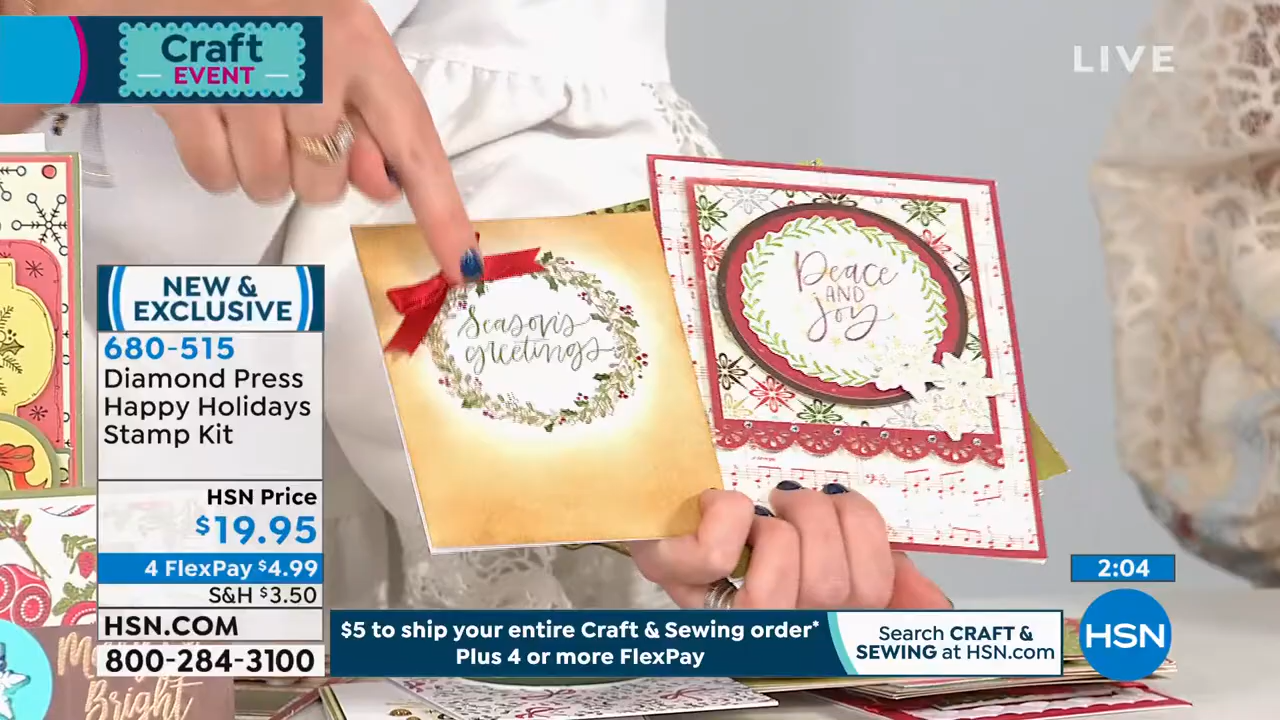 Craft
EVENT
LIVE
NEW &
EXCLUSIVE
680-515
Diamond Press
Happy Holidays
Stamp Kit
HSN Price
$19.95
4 FlexPay $4.99
S&H $3.50
HSN.COM
800-284-3100
Season's
greetings
Peace
AND
Joy
2:04
$5 to ship your entire Craft & Sewing order*
Plus 4 or more FlexPay
Search CRAFT &
SEWING at HSN.com
HSN
Bright